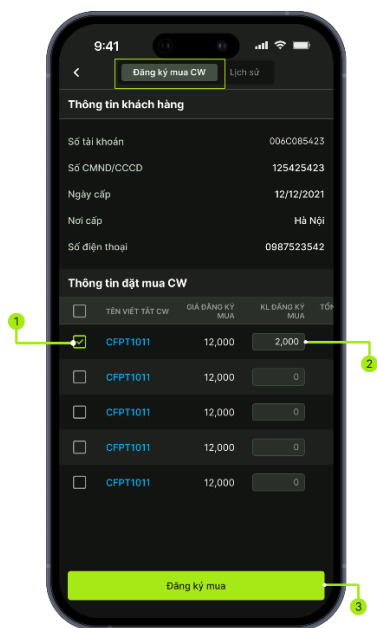 9:41
Đăng ký mua CW Lịch sử
Thông tin khách hàng
Số tài khoản 006C085423
Số CMND/CCCD 125425423
Ngày cấp 12/12/2021
Nơi cấp Hà Nội
Số điện thoại 0987523542
Thông tin đặt mua CW
TÊN VIẾT TẮT CW GIÁ ĐĂNG KÝ MUA KL ĐĂNG KÝ MUA TỔN
1
CFPT1011 12,000 2,000
2
CFPT1011 12,000 0
CFPT1011 12,000 0
CFPT1011 12,000 0
CFPT1011 12,000 0
Đăng ký mua
3